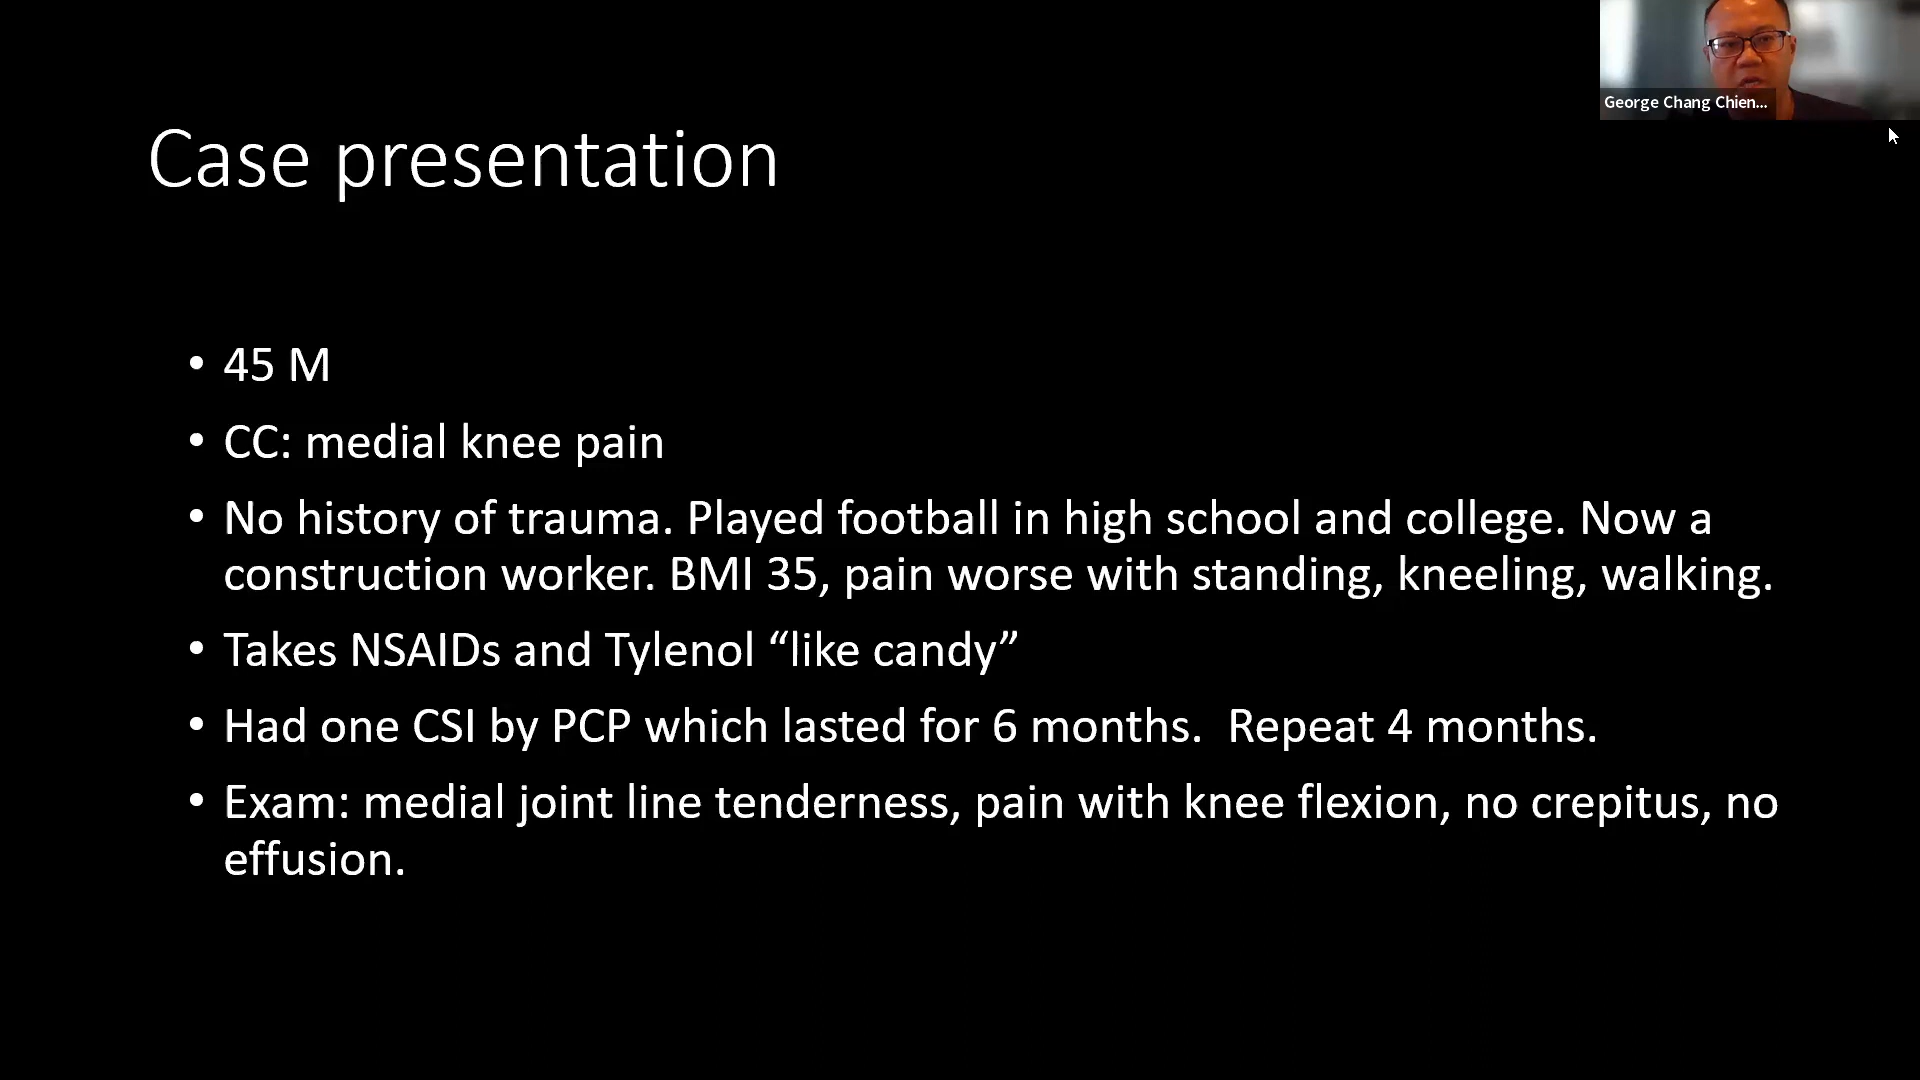 George Chang Chien...
Case presentation
• 45 M
• CC: medial knee pain
• No history of trauma. Played football in high school and college. Now a
construction worker. BMI 35, pain worse with standing, kneeling, walking.
• Takes NSAIDs and Tylenol “like candy”
• Had one CSI by PCP which lasted for 6 months.  Repeat 4 months.
• Exam: medial joint line tenderness, pain with knee flexion, no crepitus, no
effusion.